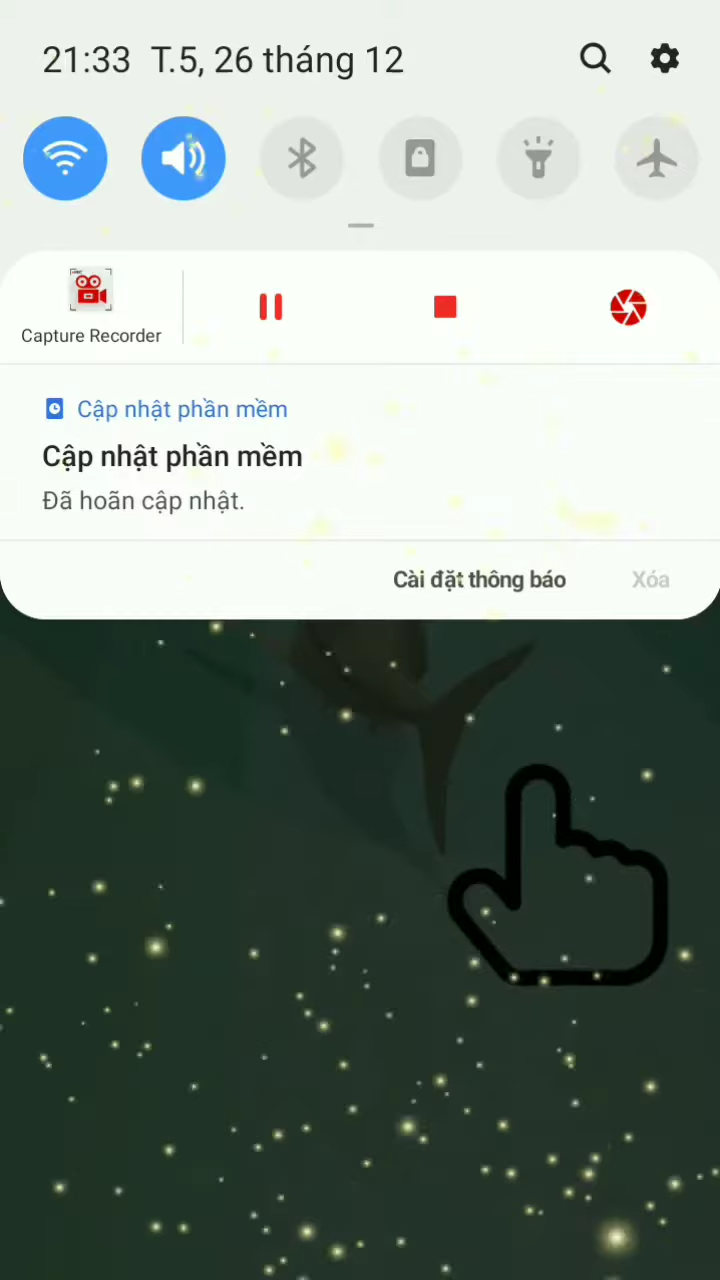 21:33 T.5, 26 tháng 12
Capture Recorder
Cập nhật phần mềm
Cập nhật phần mềm
Đã hoãn cập nhật.
Cài đặt thông báo Xóa